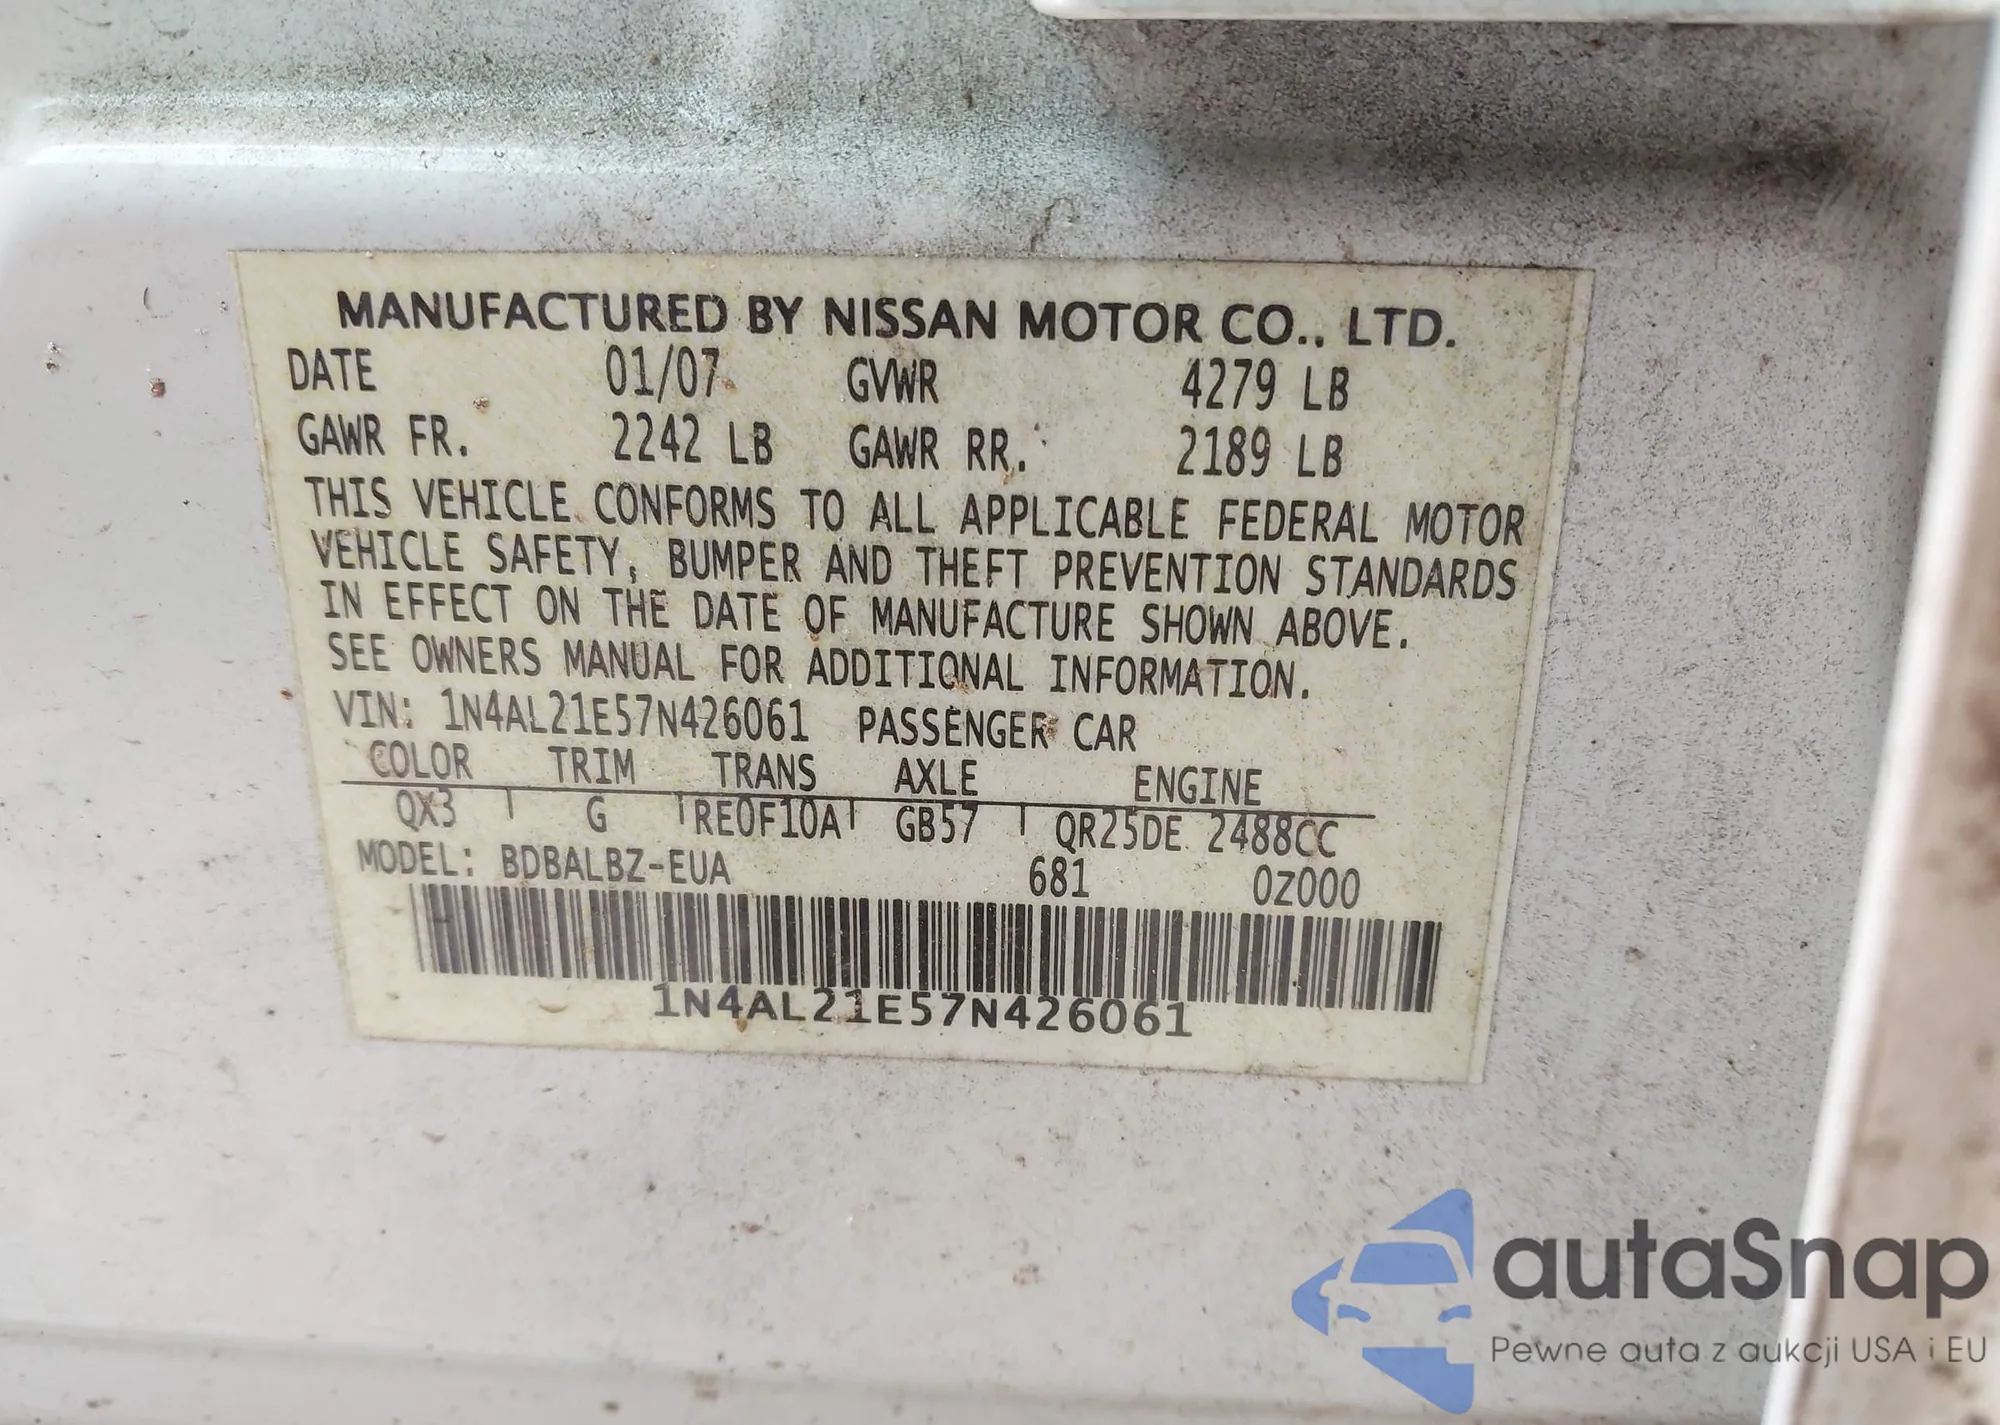 MANUFACTURED BY NISSAN MOTOR CO., LTD.
DATE 01/07 GVWR 4279 LB
GAWR FR. 2242 LB GAWR RR. 2189 LB
THIS VEHICLE CONFORMS TO ALL APPLICABLE FEDERAL MOTOR
VEHICLE SAFETY, BUMPER AND THEFT PREVENTION STANDARDS
IN EFFECT ON THE DATE OF MANUFACTURE SHOWN ABOVE.
SEE OWNERS MANUAL FOR ADDITIONAL INFORMATION.
VIN: 1N4AL21E57N426061 PASSENGER CAR
COLOR TRIM TRANS AXLE ENGINE
QX3 G RE0F10A GB57 QR25DE 2488CC
MODEL: BDBALBZ-EUA 681 0Z000
1N4AL21E57N426061
autaSnap
Pewne auta z aukcji USA i EU